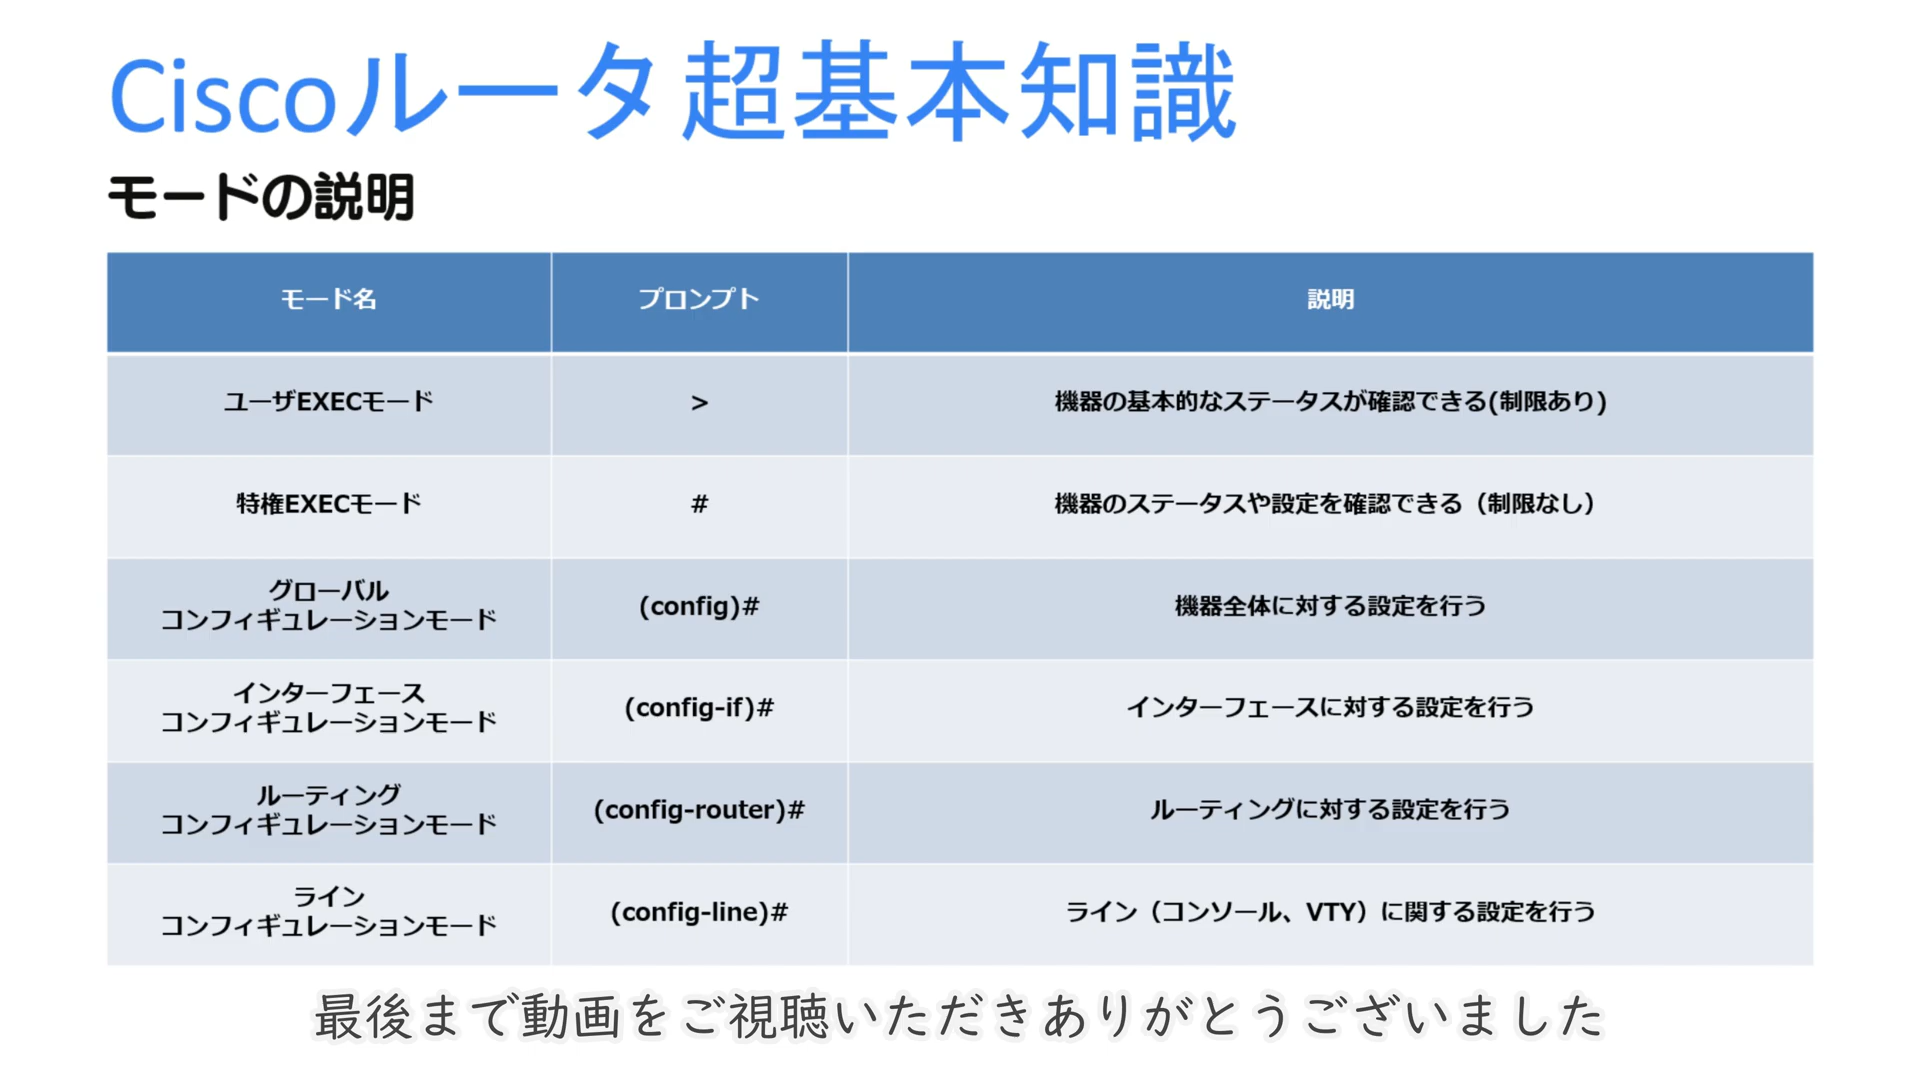 Ciscoルータ超基本知識
モードの説明
モード名 プロンプト 説明
ユーザEXECモード > 機器の基本的なステータスが確認できる(制限あり)
特権EXECモード # 機器のステータスや設定を確認できる（制限なし）
グローバル
コンフィギュレーションモード (config)# 機器全体に対する設定を行う
インターフェース
コンフィギュレーションモード (config-if)# インターフェースに対する設定を行う
ルーティング
コンフィギュレーションモード (config-router)# ルーティングに対する設定を行う
ライン
コンフィギュレーションモード (config-line)# ライン（コンソール、VTY）に関する設定を行う
最後まで動画をご視聴いただきありがとうございました